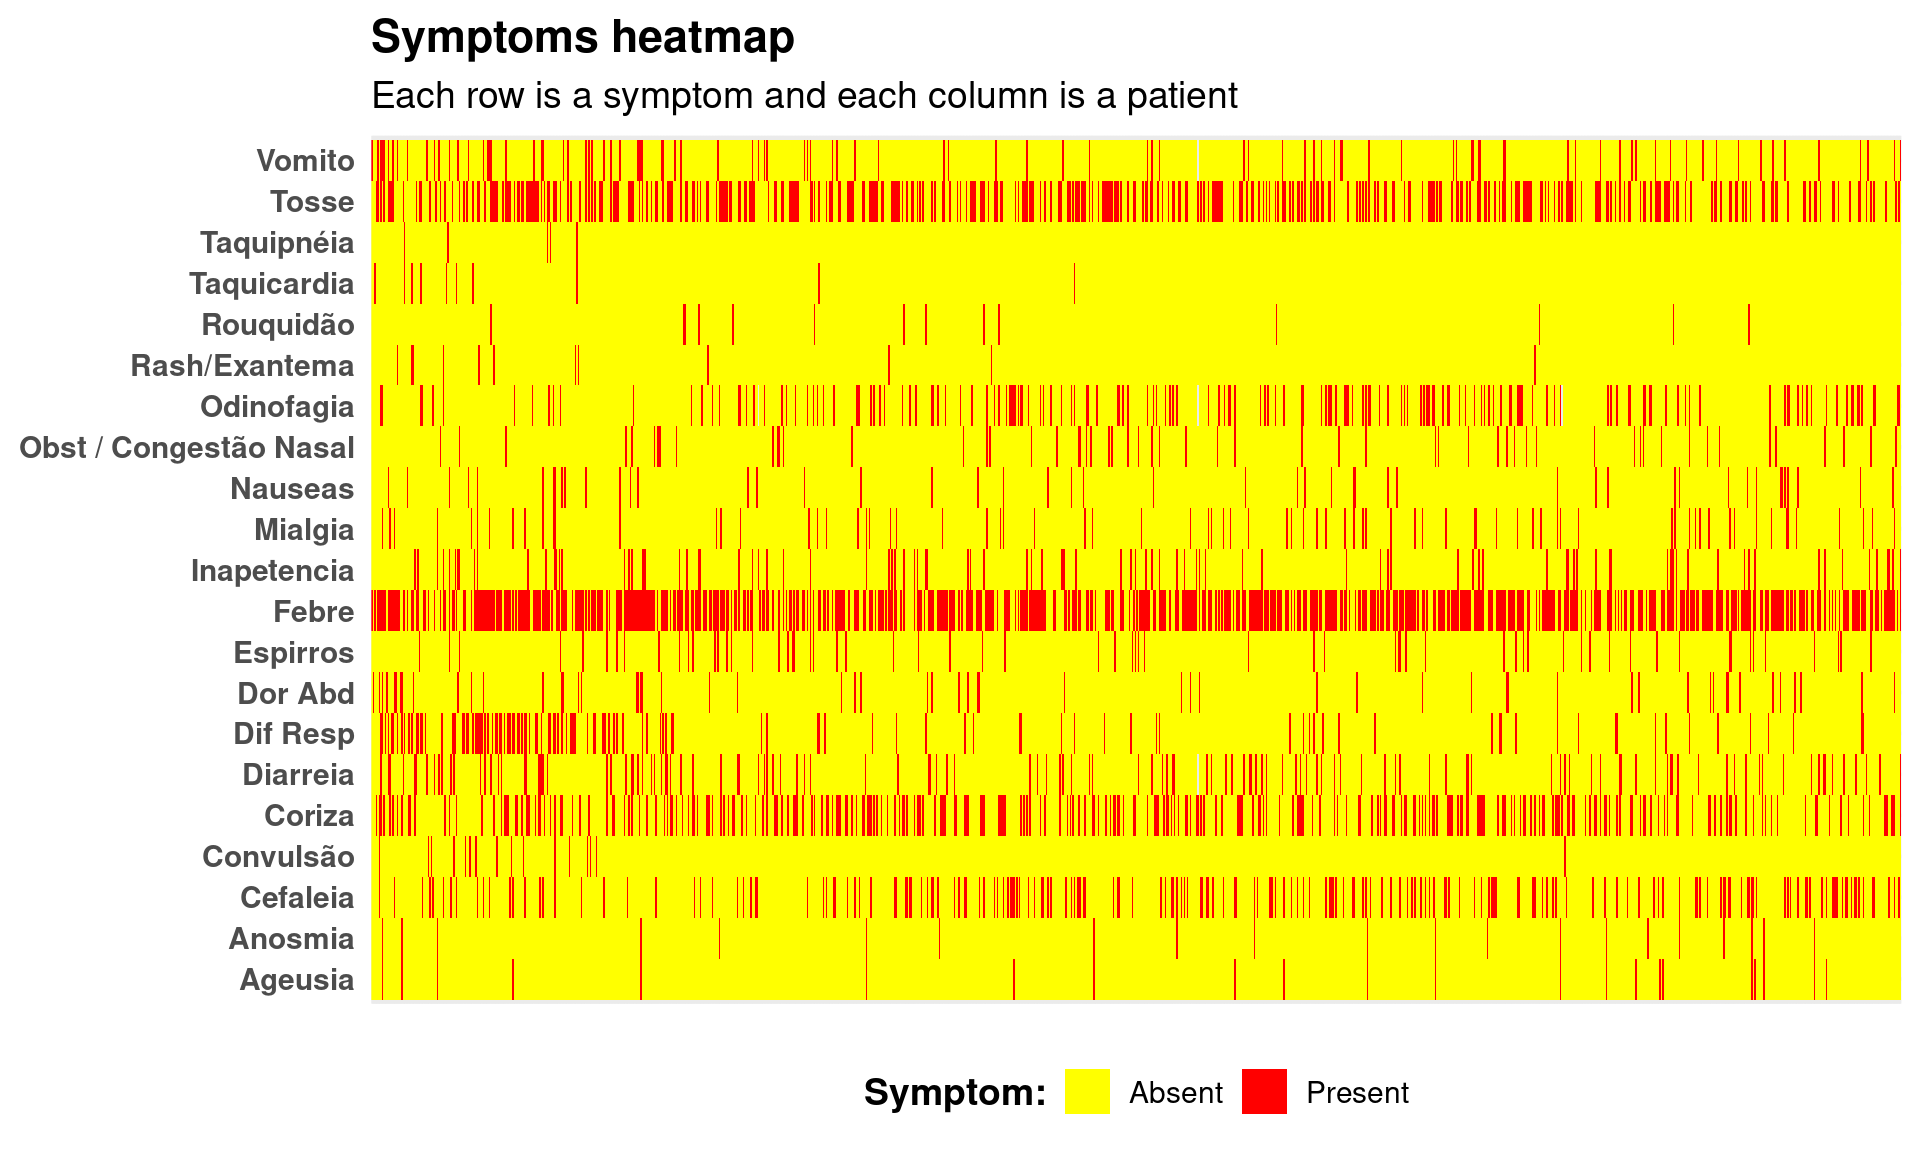 Symptoms heatmap
Each row is a symptom and each column is a patient
Vomito
Tosse
Taquipnéia
Taquicardia
Rouquidão
Rash/Exantema
Odinofagia
Obst / Congestão Nasal
Nauseas
Mialgia
Inapetencia
Febre
Espirros
Dor Abd
Dif Resp
Diarreia
Coriza
Convulsão
Cefaleia
Anosmia
Ageusia
Symptom: Absent Present